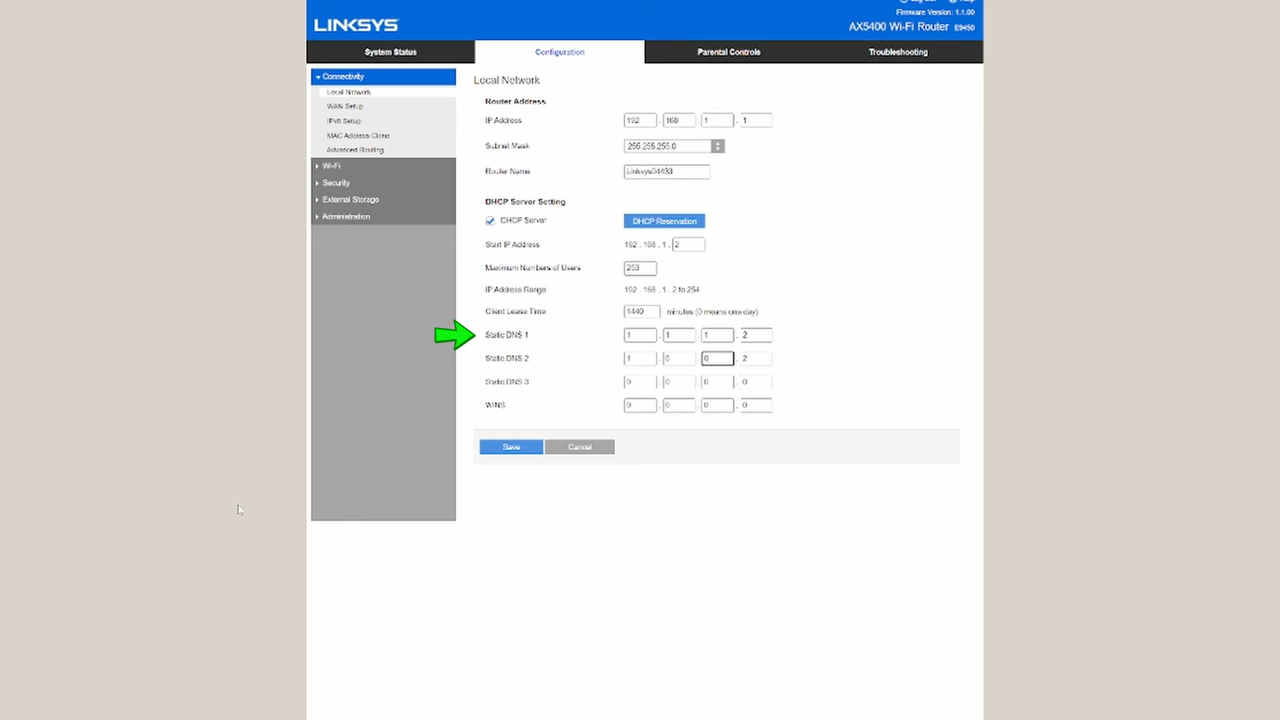 Firmware Version: 1.1.00
LINKSYS
AX5400 Wi-Fi Router E9450
System Status Configuration Parental Controls Troubleshooting
Connectivity
Local Network
WAN Setup
IPv6 Setup
MAC Address Clone
Advanced Routing
Wi-Fi
Security
External Storage
Administration
Local Network
Router Address
IP Address 192 . 168 . 1 . 1
Subnet Mask 255.255.255.0
Router Name Linksys04433
DHCP Server Setting
DHCP Server DHCP Reservation
Start IP Address 192 . 168 . 1 . 2
Maximum Numbers of Users 253
IP Address Range 192 . 168 . 1 . 2 to 254
Client Lease Time 1440 minutes (0 means one day)
Static DNS 1 1 . 1 . 1 . 2
Static DNS 2 1 . 0 . 0 . 2
Static DNS 3 0 . 0 . 0 . 0
WINS 0 . 0 . 0 . 0
Save Cancel